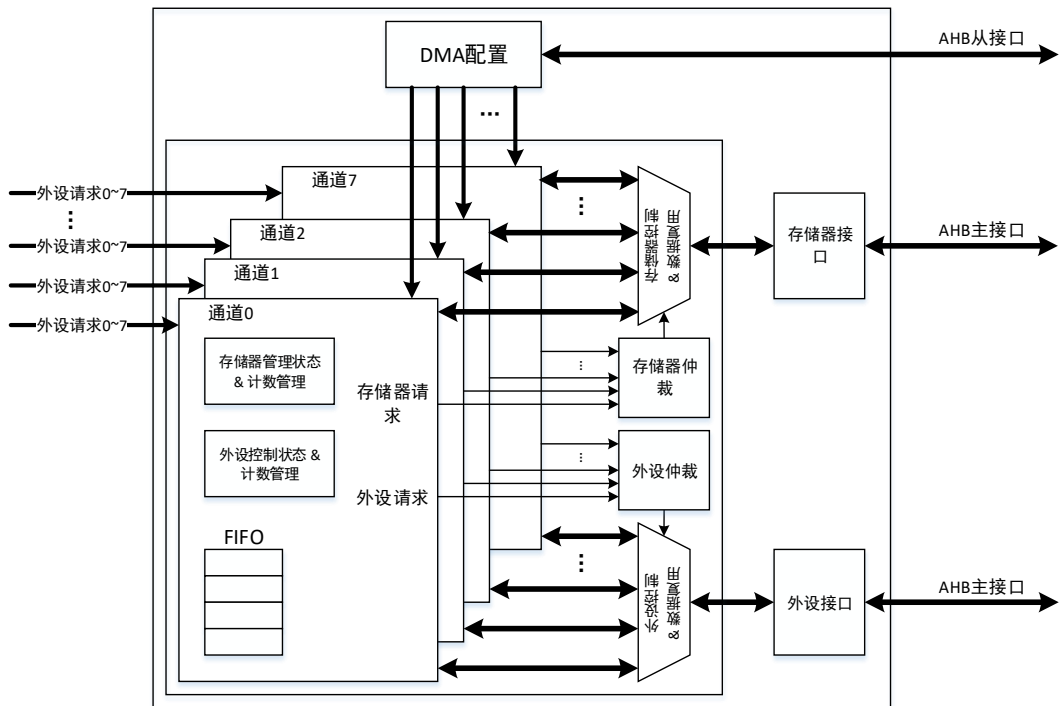 DMA配置
AHB从接口
...
通道7
外设请求0~7
...
通道2
外设请求0~7
通道1
外设请求0~7
通道0
外设请求0~7
...
存储器控制
& 数据复用
存储器接
口
AHB主接口
存储器管理状态
& 计数管理
存储器请
求
...
存储器仲
裁
外设控制状态 &
计数管理
外设请求
...
外设仲裁
FIFO
...
外设控制
& 数据复用
外设接口
AHB主接口